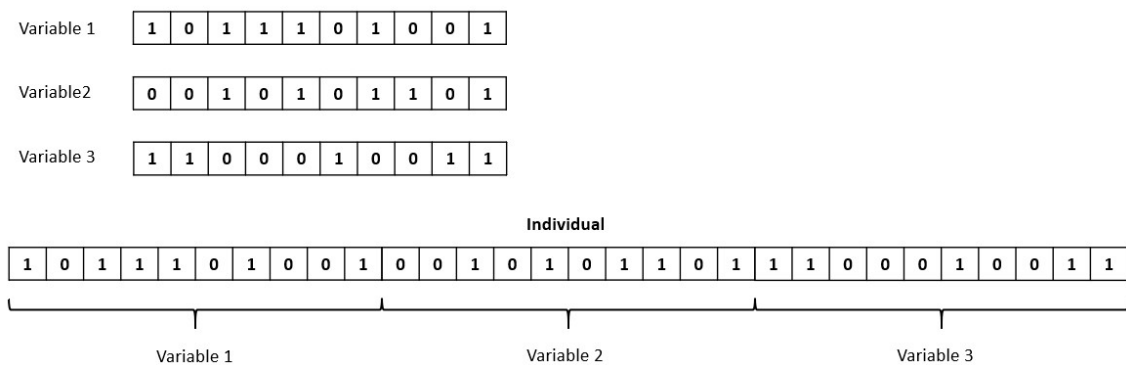 Variable 1 1 0 1 1 1 0 1 0 0 1
Variable2 0 0 1 0 1 0 1 1 0 1
Variable 3 1 1 0 0 0 1 0 0 1 1
Individual
1 0 1 1 1 0 1 0 0 1 0 0 1 0 1 0 1 1 0 1 1 1 0 0 0 1 0 0 1 1
Variable 1 Variable 2 Variable 3